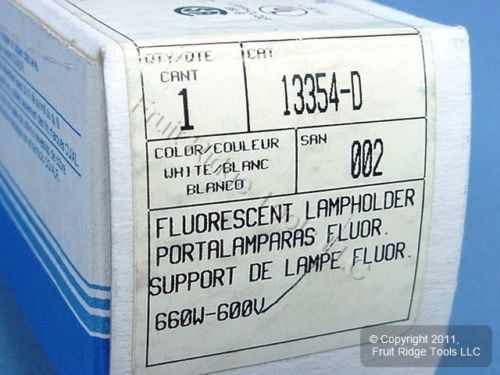 QTY/QTE
CANT
1
CAT
13354-D
COLOR/COULEUR
WHITE/BLANC
BLANCO
SAN
002
FLUORESCENT LAMPHOLDER
PORTALAMPARAS FLUOR.
SUPPORT DE LAMPE FLUOR.
660W-600V
© Copyright 2011,
Fruit Ridge Tools LLC